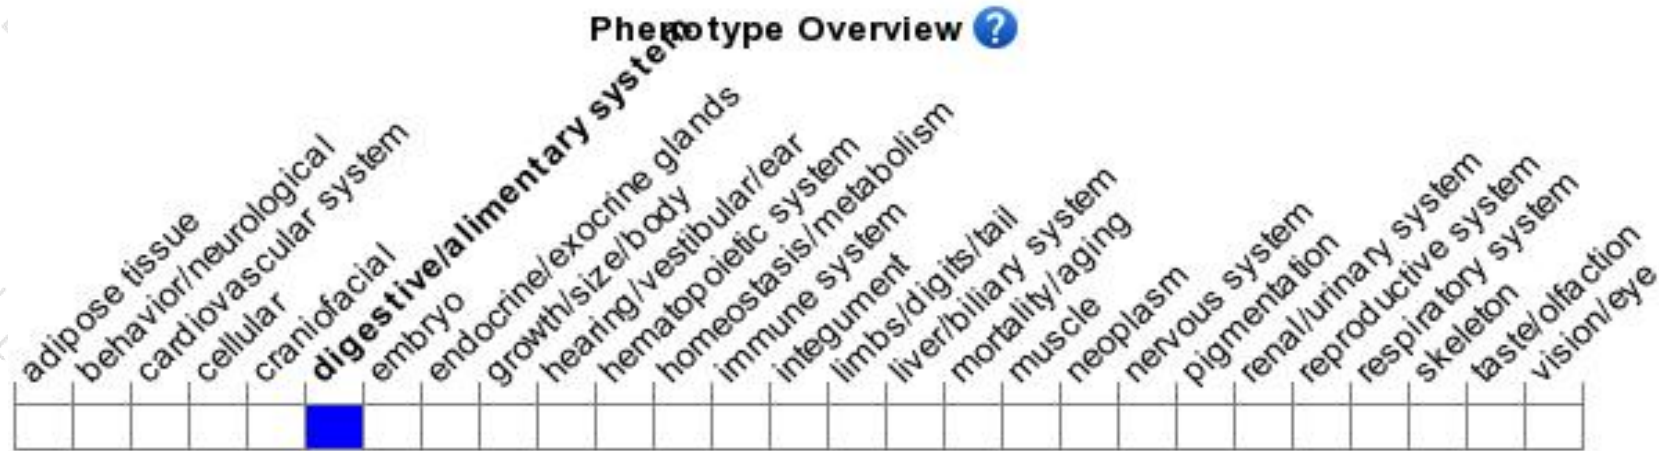 Phenotype Overview ?
adipose tissue
behavior/neurological
cardiovascular system
cellular
craniofacial
digestive/alimentary system
embryo
endocrine/exocrine glands
growth/size/body
hearing/vestibular/ear
hematopoietic system
homeostasis/metabolism
immune system
integument
limbs/digits/tail
liver/biliary system
mortality/aging
muscle
neoplasm
nervous system
pigmentation
renal/urinary system
reproductive system
respiratory system
skeleton
taste/olfaction
vision/eye